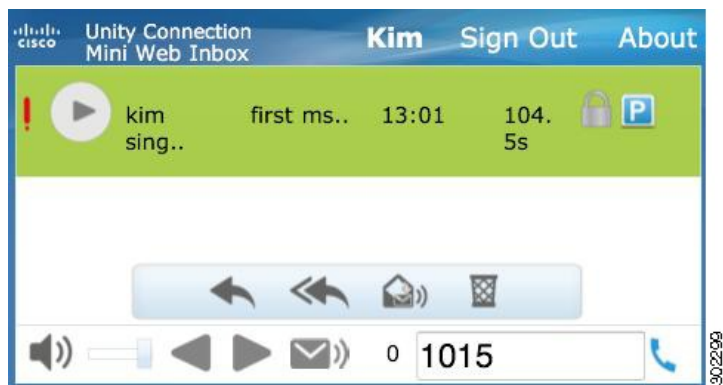 cisco
Unity Connection
Mini Web Inbox
Kim Sign Out About
! kim
sing.. first ms.. 13:01 104.
5s P
0 1015
302299